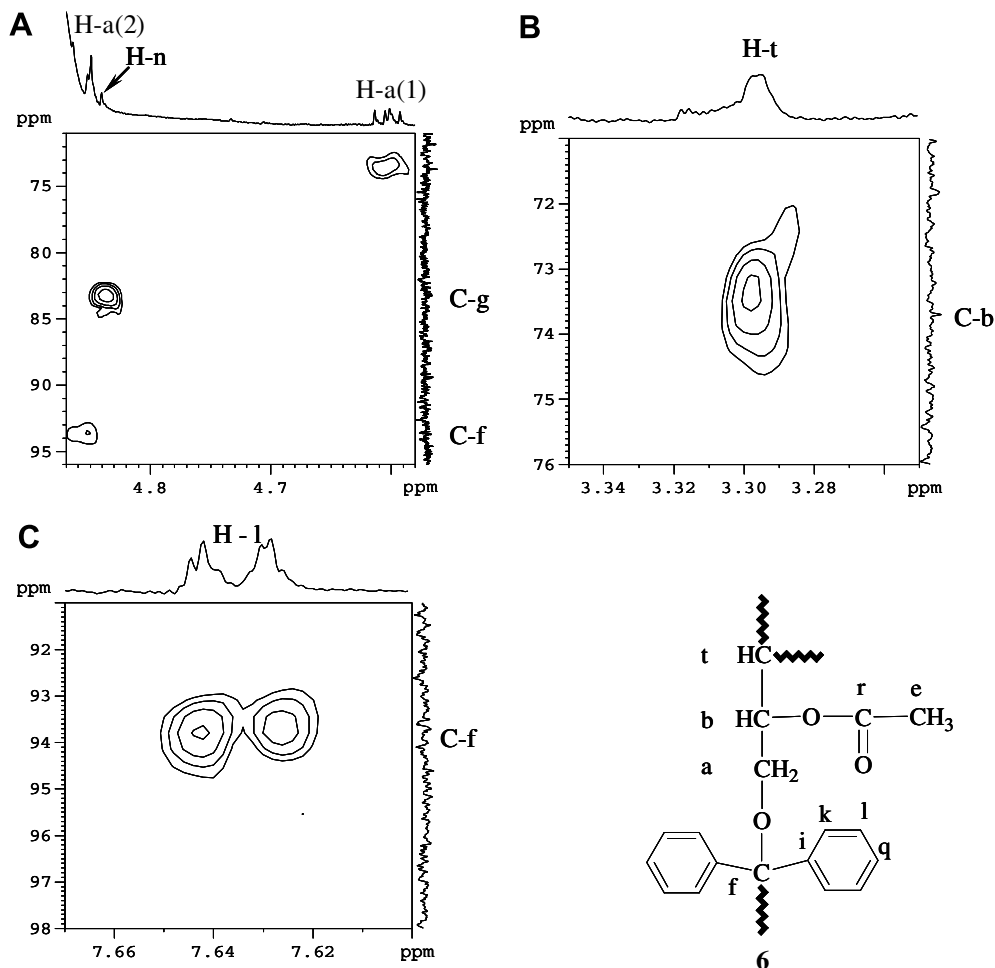 A
H-a(2)
H-n
H-a(1)
ppm
75
80
85
90
95
C-g
C-f
4.8
4.7
ppm
B
H-t
ppm
72
73
74
75
76
C-b
3.34
3.32
3.30
3.28
ppm
C
H - l
ppm
92
93
94
95
96
97
98
C-f
7.66
7.64
7.62
ppm
t HC
b HC O C CH3
r e
O
a CH2
O
k l
i q
f C
6